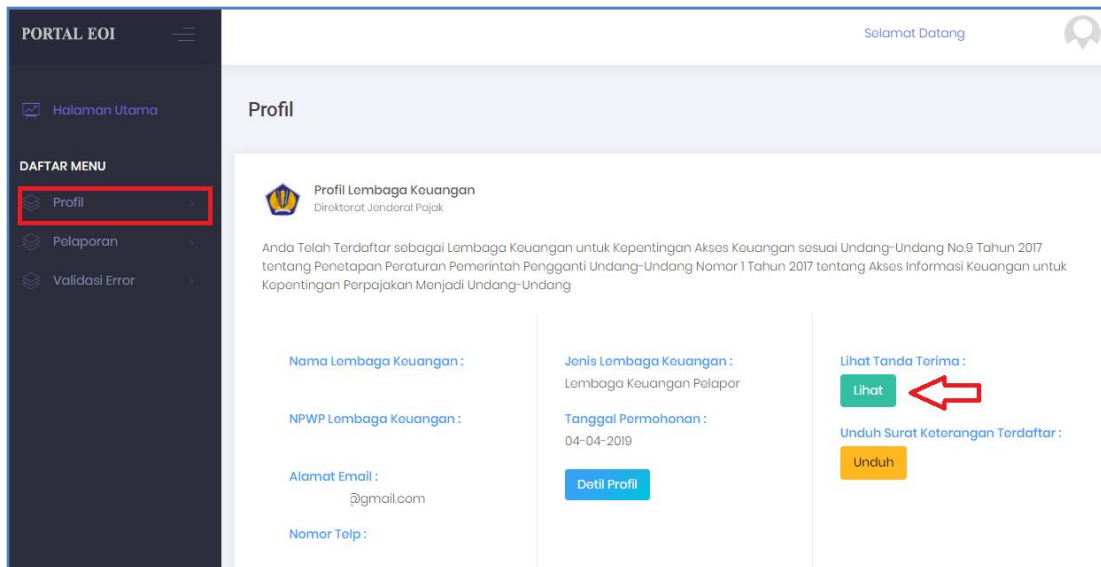 PORTAL EOI
Selamat Datang
Halaman Utama
Profil
DAFTAR MENU
Profil
Pelaporan
Validasi Error
Profil Lembaga Keuangan
Direktorat Jenderal Pajak
Anda Telah Terdaftar sebagai Lembaga Keuangan untuk Kepentingan Akses Keuangan sesuai Undang-Undang No.9 Tahun 2017
tentang Penetapan Peraturan Pemerintah Pengganti Undang-Undang Nomor 1 Tahun 2017 tentang Akses Informasi Keuangan untuk
Kepentingan Perpajakan Menjadi Undang-Undang
Nama Lembaga Keuangan :
NPWP Lembaga Keuangan :
Alamat Email :
@gmail.com
Nomor Telp :
Jenis Lembaga Keuangan :
Lembaga Keuangan Pelapor
Tanggal Permohonan :
04-04-2019
Detil Profil
Lihat Tanda Terima :
Lihat
Unduh Surat Keterangan Terdaftar :
Unduh